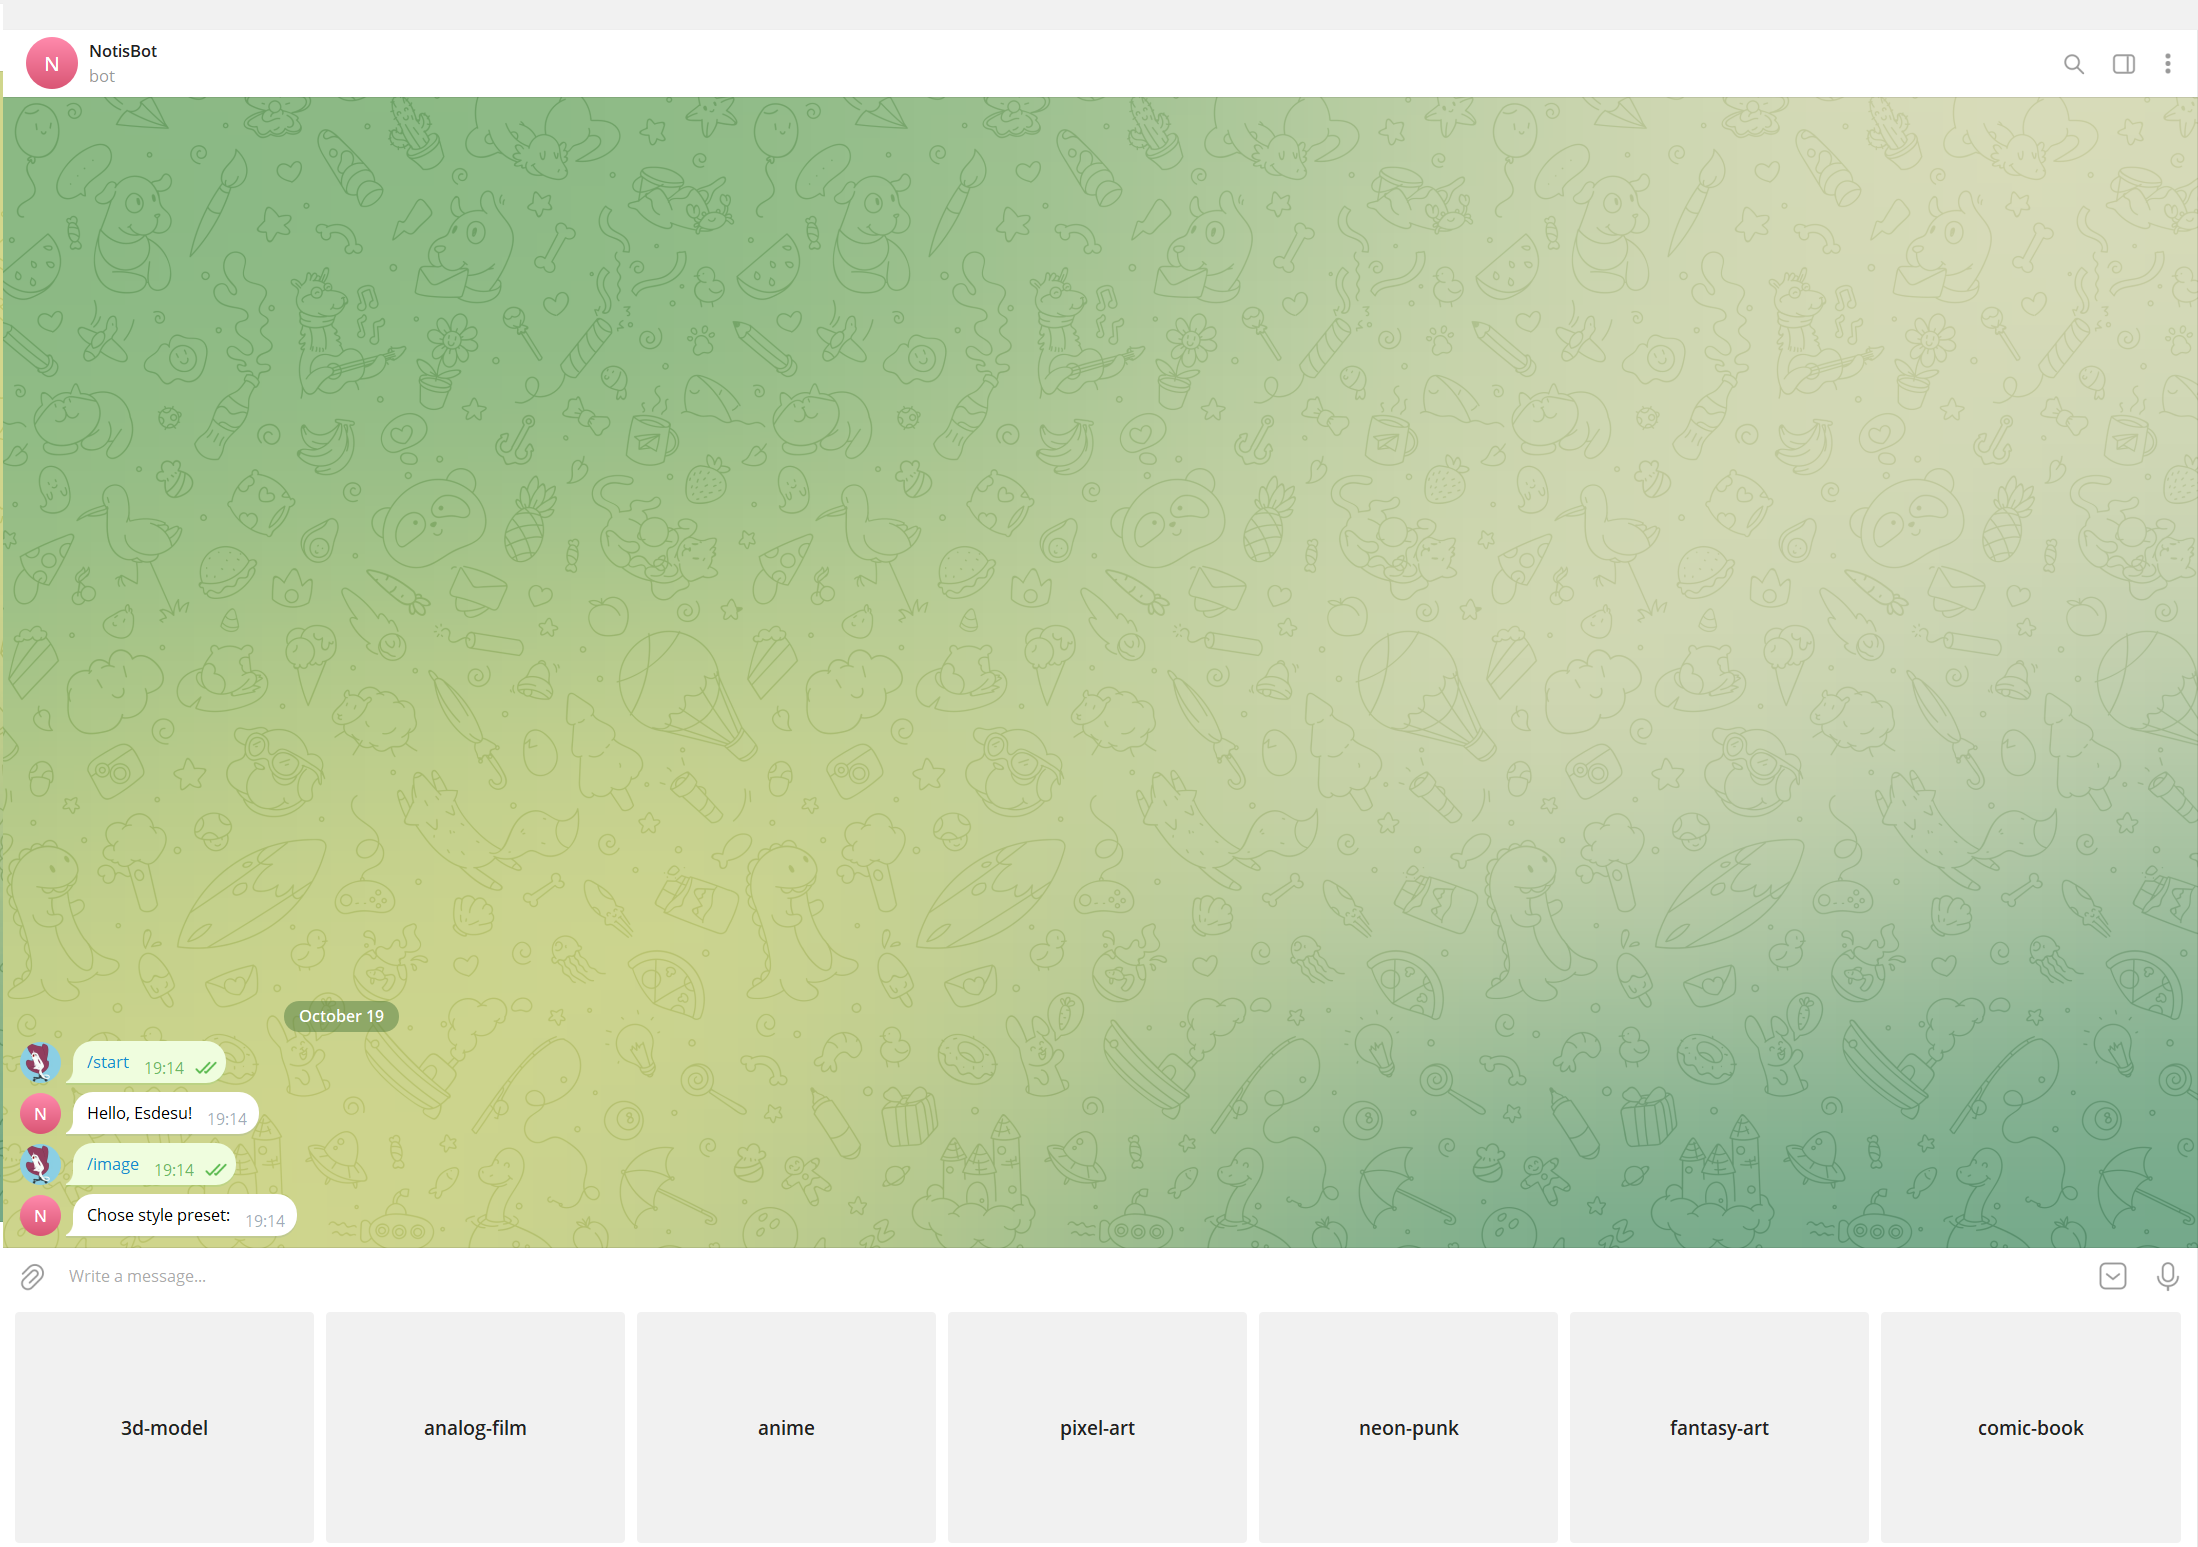 N
NotisBot
bot
October 19
/start 19:14
N
Hello, Esdesu! 19:14
/image 19:14
N
Chose style preset: 19:14
Write a message...
3d-model analog-film anime pixel-art neon-punk fantasy-art comic-book